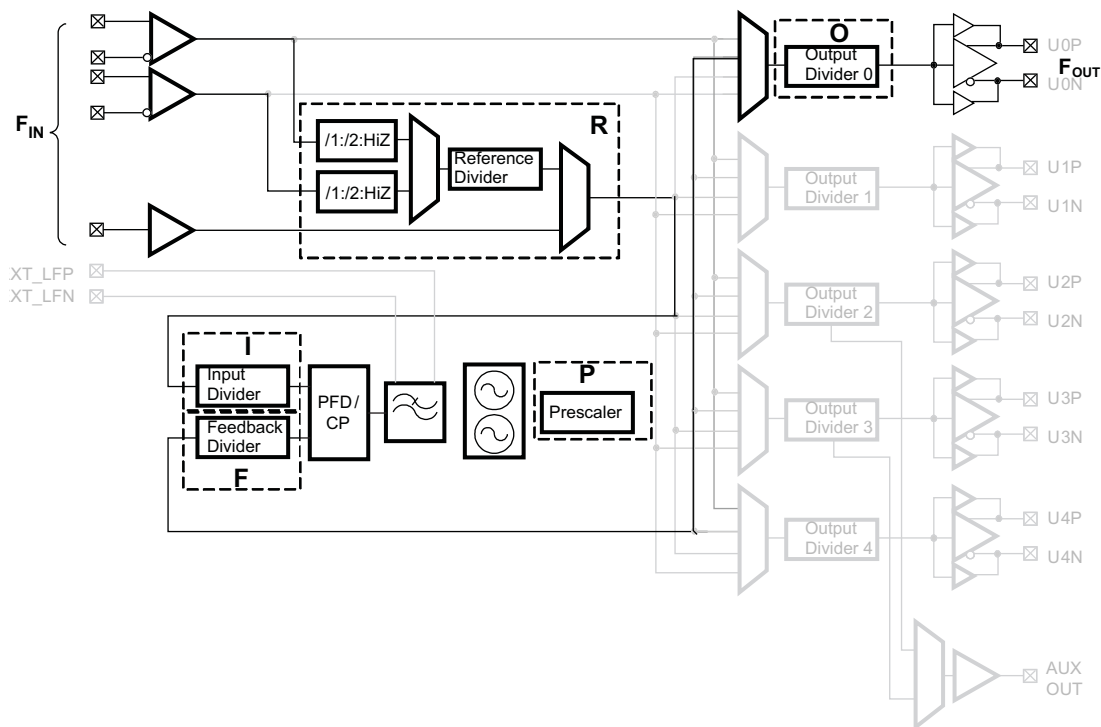 FIN
R
/1:/2:HiZ
/1:/2:HiZ
Reference
Divider
.XT_LFP
.XT_LFN
I
Input
Divider
Feedback
Divider
F
PFD/
CP
P
Prescaler
O
Output
Divider 0
U0P
FOUT
U0N
Output
Divider 1
U1P
U1N
Output
Divider 2
U2P
U2N
Output
Divider 3
U3P
U3N
Output
Divider 4
U4P
U4N
AUX
OUT